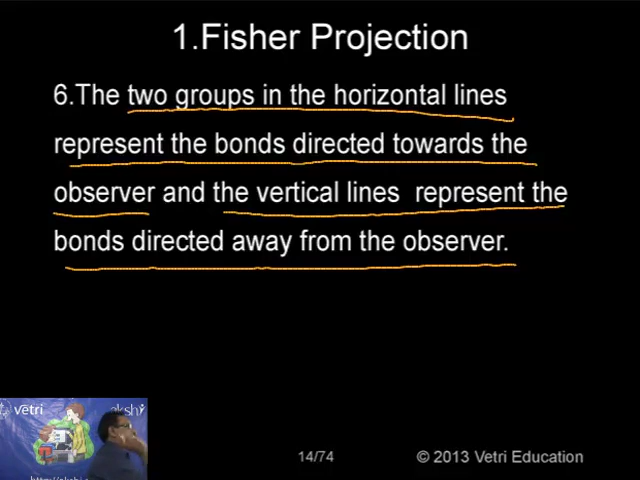 1.Fisher Projection
6.The two groups in the horizontal lines
represent the bonds directed towards the
observer and the vertical lines represent the
bonds directed away from the observer.
vetri
akshi
14/74
© 2013 Vetri Education